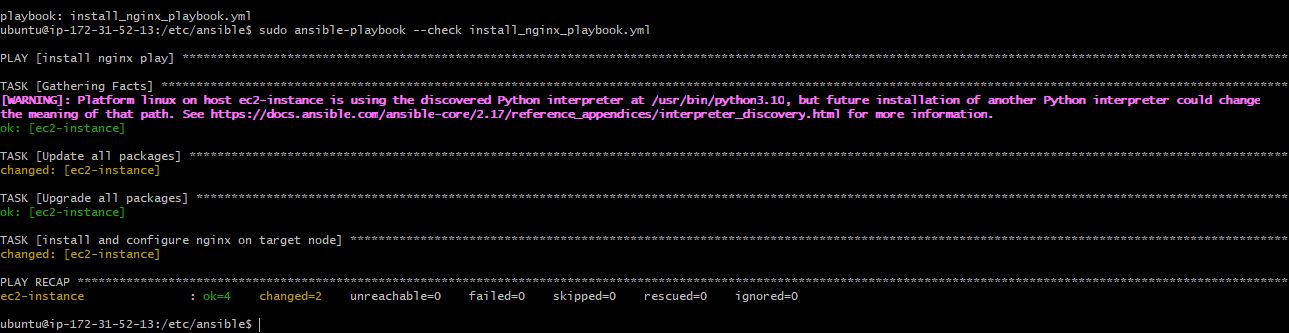 playbook: install_nginx_playbook.yml
ubuntu@ip-172-31-52-13:/etc/ansible$ sudo ansible-playbook --check install_nginx_playbook.yml
PLAY [install nginx play] ****************************************************************************************************************************************************************
TASK [Gathering Facts] *******************************************************************************************************************************************************************
[WARNING]: Platform linux on host ec2-instance is using the discovered Python interpreter at /usr/bin/python3.10, but future installation of another Python interpreter could change
the meaning of that path. See https://docs.ansible.com/ansible-core/2.17/reference_appendices/interpreter_discovery.html for more information.
ok: [ec2-instance]
TASK [Update all packages] ***************************************************************************************************************************************************************
changed: [ec2-instance]
TASK [Upgrade all packages] **************************************************************************************************************************************************************
ok: [ec2-instance]
TASK [install and configure nginx on target node] ****************************************************************************************************************************************
changed: [ec2-instance]
PLAY RECAP *******************************************************************************************************************************************************************************
ec2-instance               : ok=4    changed=2    unreachable=0    failed=0    skipped=0    rescued=0    ignored=0
ubuntu@ip-172-31-52-13:/etc/ansible$